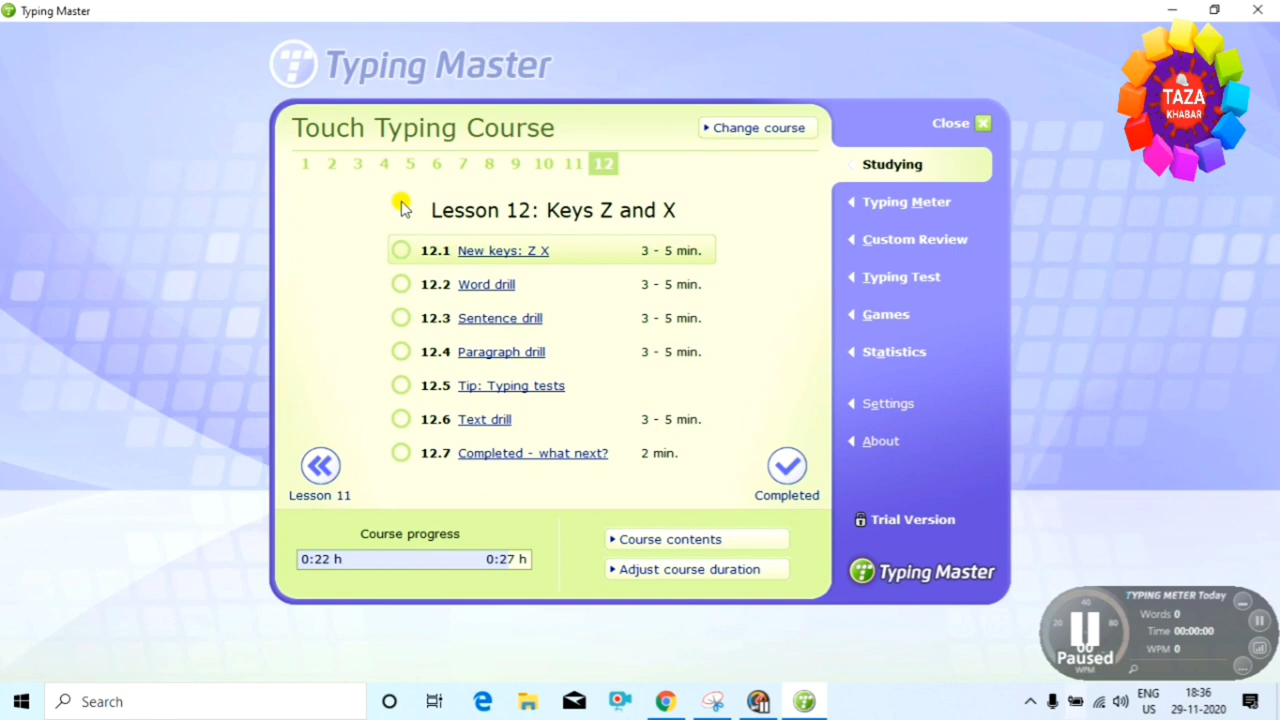 Typing Master
Typing Master
TAZA
KHABAR
Touch Typing Course
Change course
Close
1 2 3 4 5 6 7 8 9 10 11 12
Lesson 12: Keys Z and X
12.1 New keys: Z X 3 - 5 min.
12.2 Word drill 3 - 5 min.
12.3 Sentence drill 3 - 5 min.
12.4 Paragraph drill 3 - 5 min.
12.5 Tip: Typing tests
12.6 Text drill 3 - 5 min.
12.7 Completed - what next? 2 min.
Lesson 11
Completed
Studying
Typing Meter
Custom Review
Typing Test
Games
Statistics
Settings
About
Trial Version
Typing Master
Course progress
0:22 h 0:27 h
Course contents
Adjust course duration
TYPING METER Today
Words 0
Time 00:00:00
WPM 0
20 40 80
00
Paused
WPM
Search
ENG
US
18:36
29-11-2020